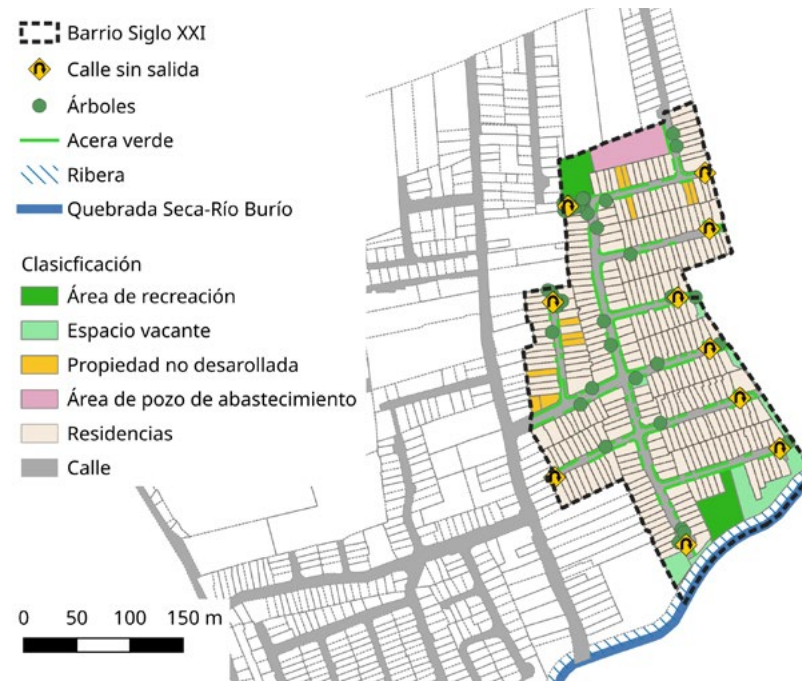 Barrio Siglo XXI
Calle sin salida
Árboles
Acera verde
Ribera
Quebrada Seca-Río Burío
Clasicficación
Área de recreación
Espacio vacante
Propiedad no desarollada
Área de pozo de abastecimiento
Residencias
Calle
0 50 100 150 m